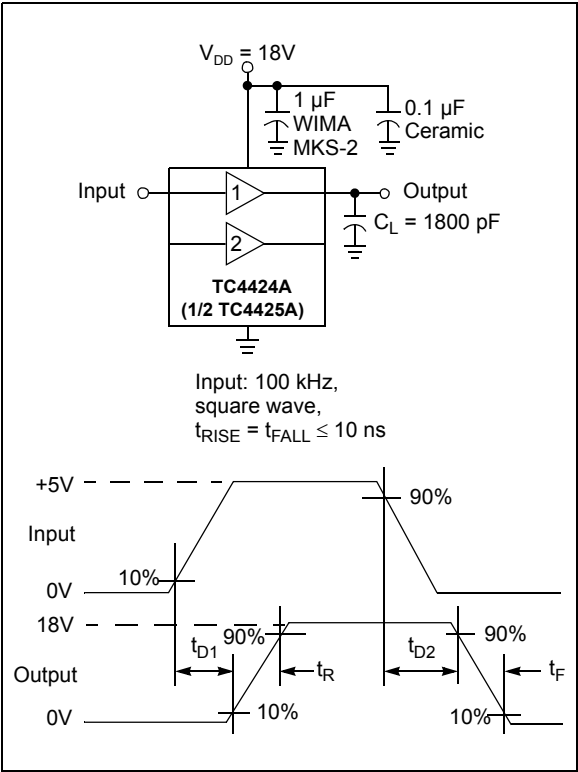 V_DD = 18V
1 µF
WIMA
MKS-2
0.1 µF
Ceramic
Input
1
Output
C_L = 1800 pF
2
TC4424A
(1/2 TC4425A)
Input: 100 kHz,
square wave,
t_RISE = t_FALL ≤ 10 ns
+5V
90%
Input
10%
0V
18V
t_D1
90%
t_D2
90%
t_R
t_F
Output
0V
10%
10%